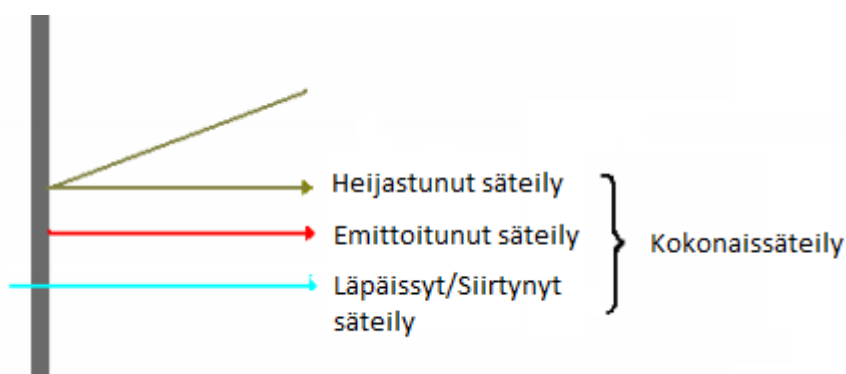 Heijastunut säteily
Emittoitunut säteily
Kokonaissäteily
Läpäissyt/Siirtynyt
säteily